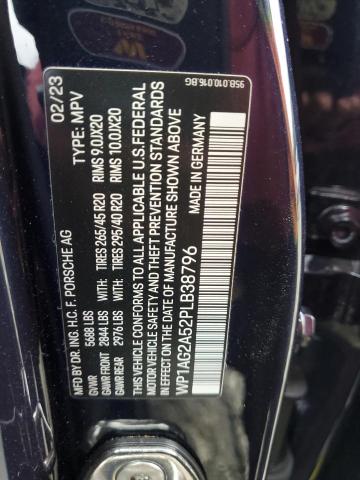 MFD BY DR. ING. H.C. F. PORSCHE AG 02/23
GVWR 5688 LBS TYPE: MPV
GAWR FRONT 2844 LBS WITH: TIRES 265/45 R20 RIMS 9.0JX20
GAWR REAR 2976 LBS WITH: TIRES 295/40 R20 RIMS 10.0JX20
THIS VEHICLE CONFORMS TO ALL APPLICABLE U.S. FEDERAL
MOTOR VEHICLE SAFETY AND THEFT PREVENTION STANDARDS
IN EFFECT ON THE DATE OF MANUFACTURE SHOWN ABOVE
WP1AG2A52PLB38796 MADE IN GERMANY
95B.010.016.BG